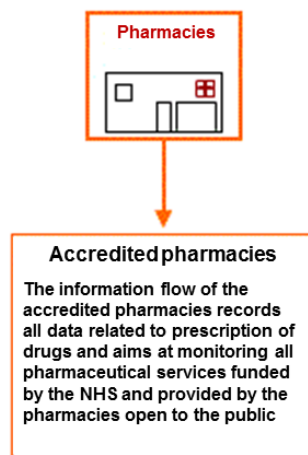 Pharmacies
Accredited pharmacies
The information flow of the
accredited pharmacies records
all data related to prescription of
drugs and aims at monitoring all
pharmaceutical services funded
by the NHS and provided by the
pharmacies open to the public